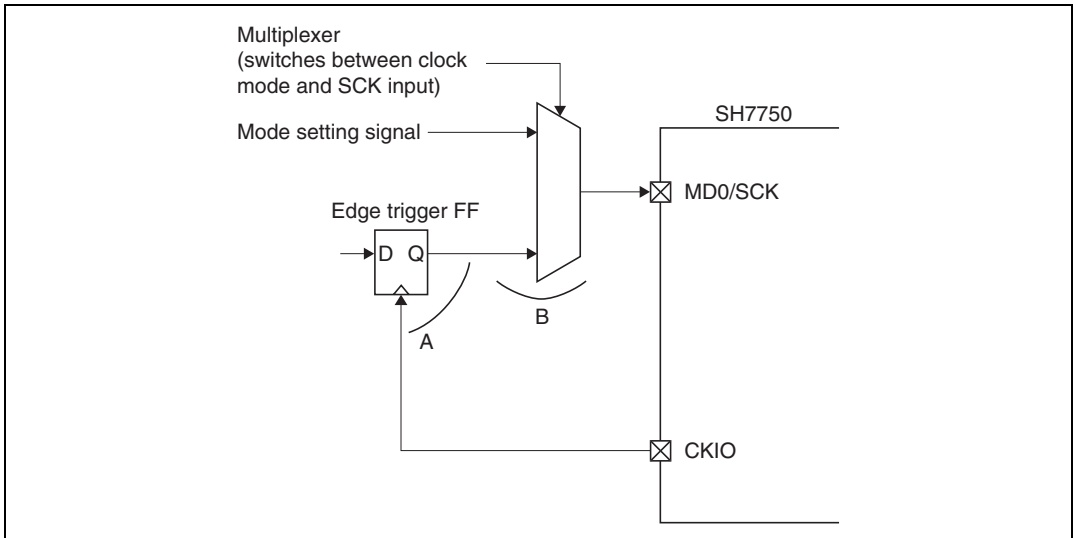 Multiplexer
(switches between clock
mode and SCK input)
SH7750
Mode setting signal
MD0/SCK
Edge trigger FF
D Q
B
A
CKIO